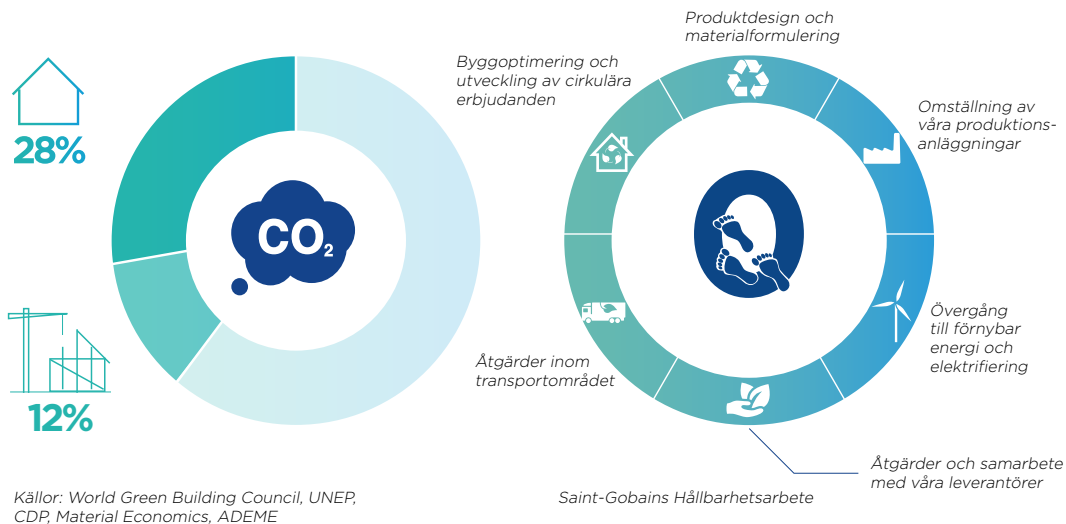 28%
12%
CO₂
Källor: World Green Building Council, UNEP,
CDP, Material Economics, ADEME
Produktdesign och
materialformulering
Byggoptimering och
utveckling av cirkulära
erbjudanden
Omställning av
våra produktions-
anläggningar
Övergång
till förnybar
energi och
elektrifiering
Åtgärder inom
transportområdet
Åtgärder och samarbete
med våra leverantörer
Saint-Gobains Hållbarhetsarbete